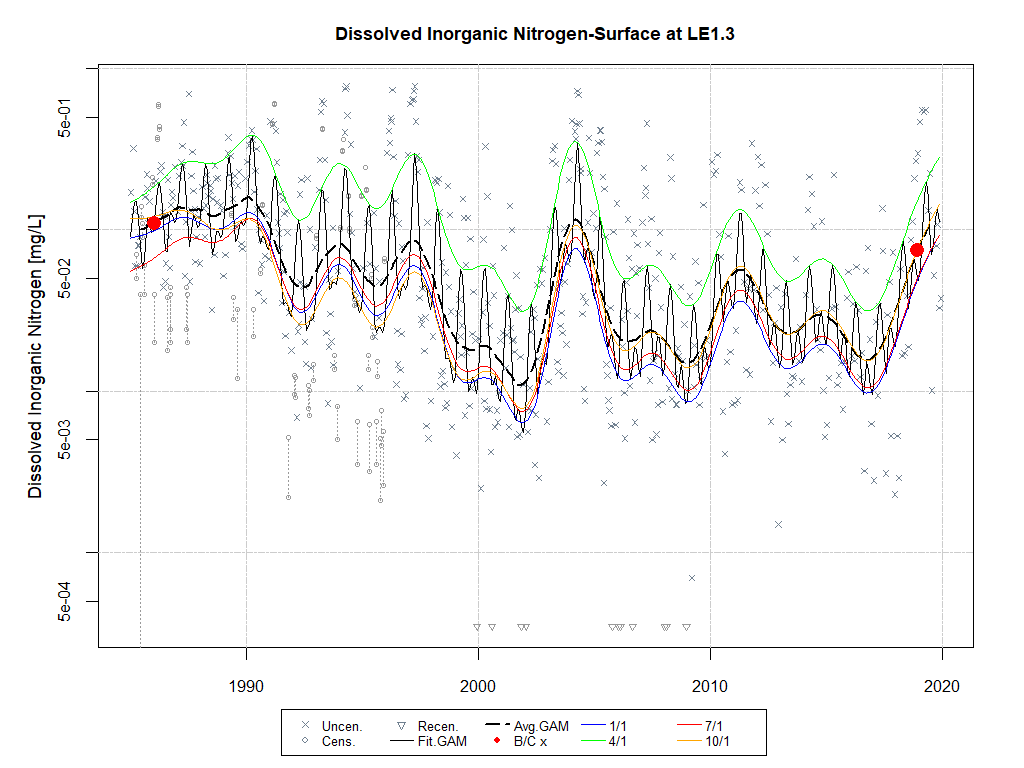 Dissolved Inorganic Nitrogen-Surface at LE1.3
Dissolved Inorganic Nitrogen [mg/L]
5e-01
5e-02
5e-03
5e-04
1990 2000 2010 2020
Uncen. Recen. Avg.GAM 1/1 7/1
Cens. Fit.GAM B/C x 4/1 10/1